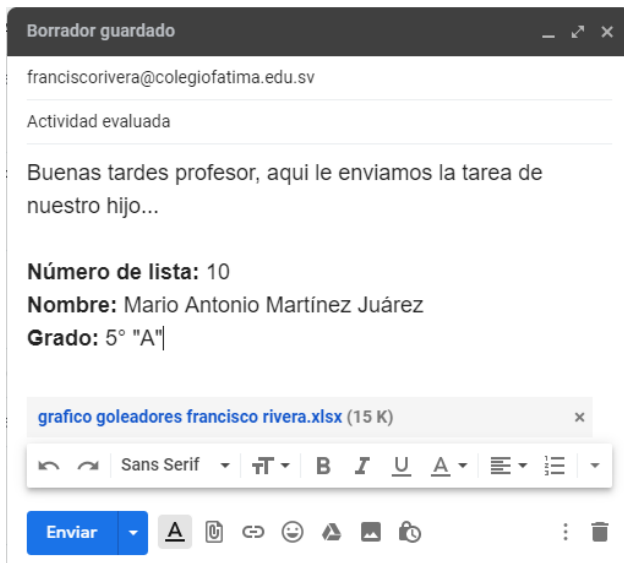 Borrador guardado
franciscorivera@colegiofatima.edu.sv
Actividad evaluada
Buenas tardes profesor, aqui le enviamos la tarea de
nuestro hijo...
Número de lista: 10
Nombre: Mario Antonio Martínez Juárez
Grado: 5° "A"
grafico goleadores francisco rivera.xlsx (15 K)
Sans Serif
Enviar